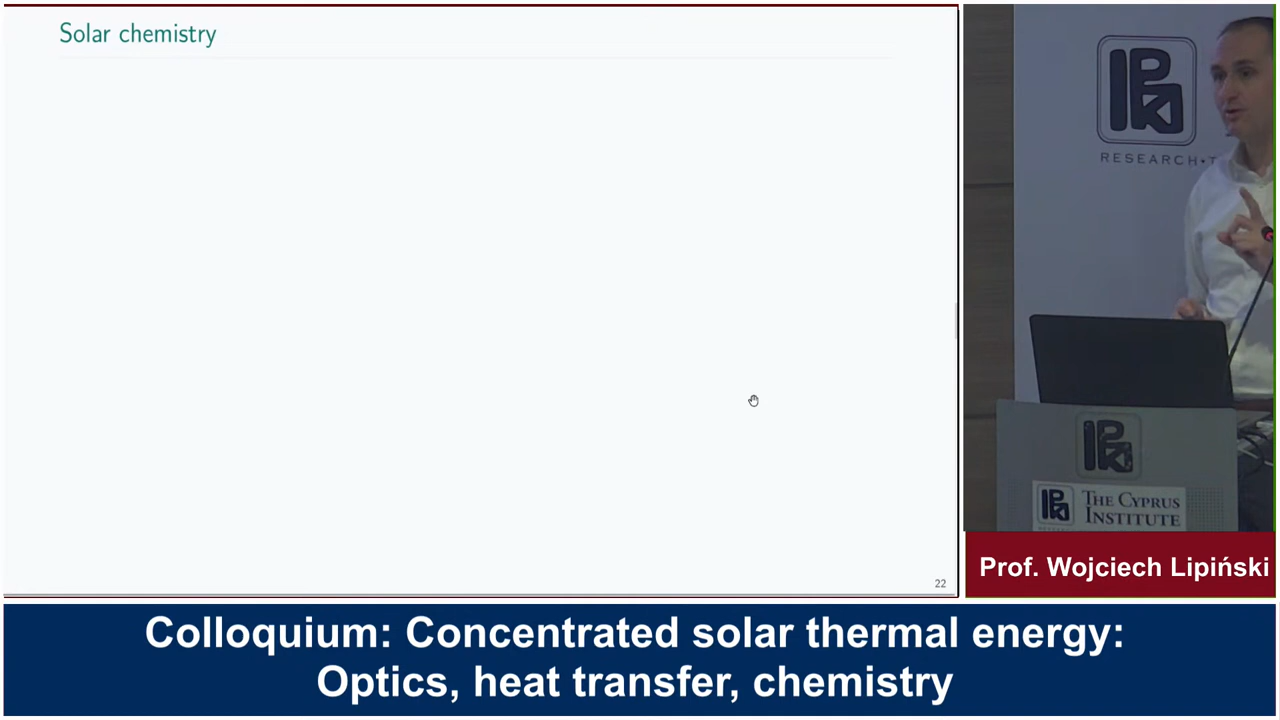 Solar chemistry
RESEARCH•T
THE CYPRUS
INSTITUTE
22
Prof. Wojciech Lipiński
Colloquium: Concentrated solar thermal energy:
Optics, heat transfer, chemistry